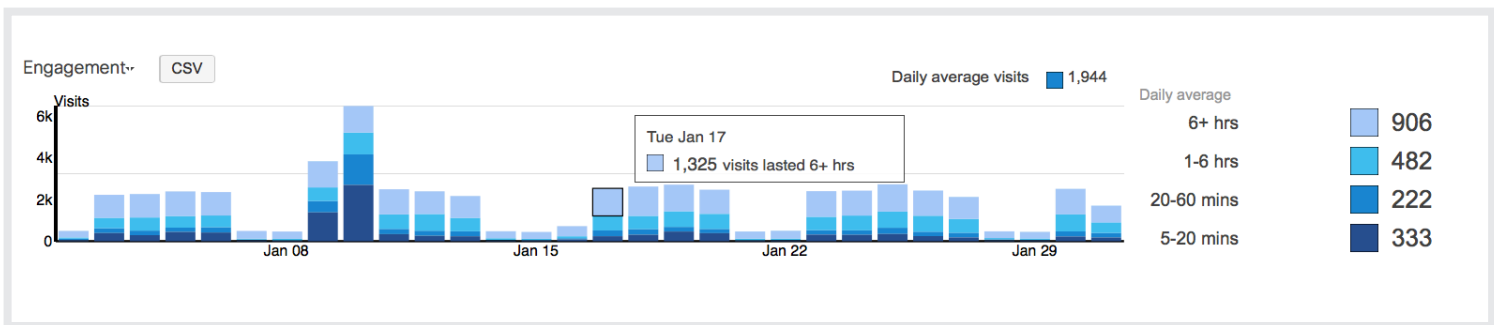 Engagement CSV
Daily average visits 1,944
Visits
6k
4k
2k
0
Jan 08 Jan 15 Jan 22 Jan 29
Tue Jan 17
1,325 visits lasted 6+ hrs
Daily average
6+ hrs 906
1-6 hrs 482
20-60 mins 222
5-20 mins 333